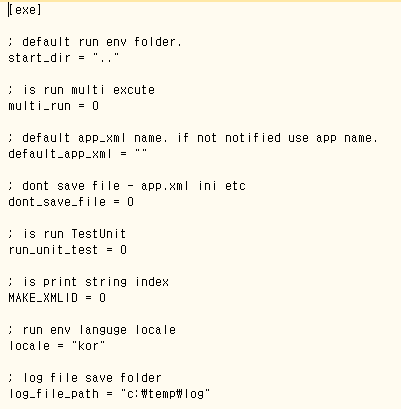 [exe]
; default run env folder.
start_dir = ".."
; is run multi excute
multi_run = 0
; default app_xml name. if not notified use app name.
default_app_xml = ""
; dont save file - app.xml ini etc
dont_save_file = 0
; is run TestUnit
run_unit_test = 0
; is print string index
MAKE_XMLID = 0
; run env languge locale
locale = "kor"
; log file save folder
log_file_path = "c:₩temp₩log"